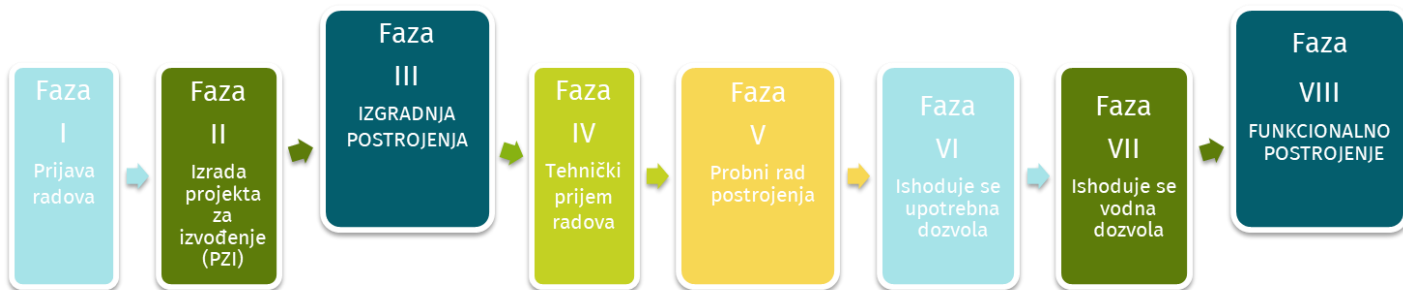 Faza
I
Prijava
radova
Faza
II
Izrada
projekta
za
izvođenje
(PZI)
Faza
III
IZGRADNJA
POSTROJENJA
Faza
IV
Tehnički
prijem
radova
Faza
V
Probni rad
postrojenja
Faza
VI
Ishoduje se
upotrebna
dozvola
Faza
VII
Ishoduje se
vodna
dozvola
Faza
VIII
FUNKCIONALNO
POSTROJENJE